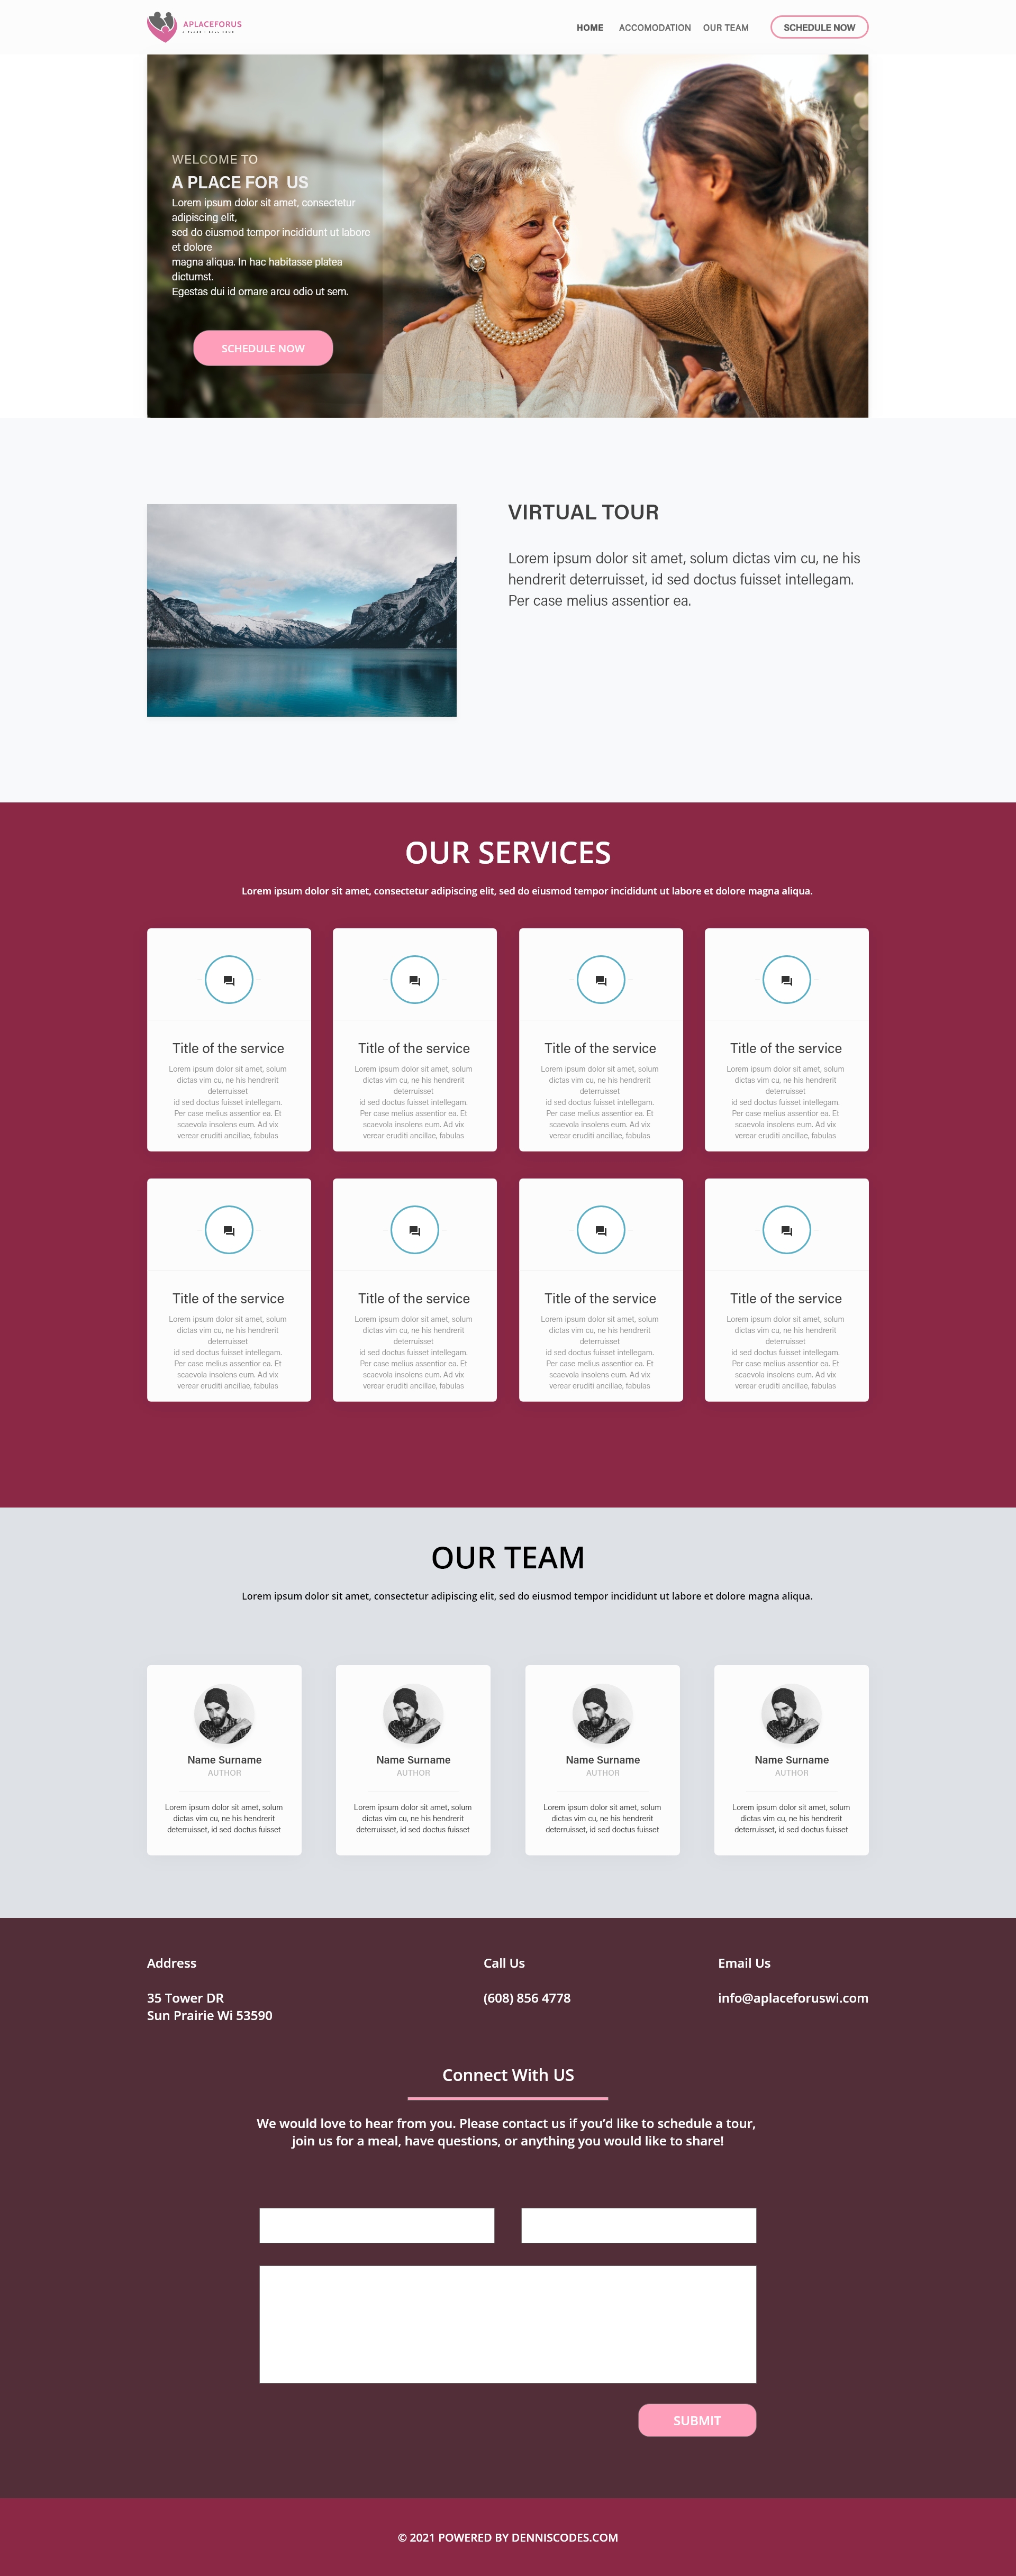 APLACEFORUS
HOME ACCOMODATION OUR TEAM SCHEDULE NOW
WELCOME TO
A PLACE FOR US
Lorem ipsum dolor sit amet, consectetur
adipiscing elit,
sed do eiusmod tempor incididunt ut labore
et dolore
magna aliqua. In hac habitasse platea
dictumst.
Egestas dui id ornare arcu odio ut sem.
SCHEDULE NOW
VIRTUAL TOUR
Lorem ipsum dolor sit amet, solum dictas vim cu, ne his
hendrerit deterruisset, id sed doctus fuisset intellegam.
Per case melius assentior ea.
OUR SERVICES
Lorem ipsum dolor sit amet, consectetur adipiscing elit, sed do eiusmod tempor incididunt ut labore et dolore magna aliqua.
Title of the service
Lorem ipsum dolor sit amet, solum
dictas vim cu, ne his hendrerit
deterruisset
id sed doctus fuisset intellegam.
Per case melius assentior ea. Et
scaevola insolens eum. Ad vix
verear eruditi ancillae, fabulas
Title of the service
Lorem ipsum dolor sit amet, solum
dictas vim cu, ne his hendrerit
deterruisset
id sed doctus fuisset intellegam.
Per case melius assentior ea. Et
scaevola insolens eum. Ad vix
verear eruditi ancillae, fabulas
Title of the service
Lorem ipsum dolor sit amet, solum
dictas vim cu, ne his hendrerit
deterruisset
id sed doctus fuisset intellegam.
Per case melius assentior ea. Et
scaevola insolens eum. Ad vix
verear eruditi ancillae, fabulas
Title of the service
Lorem ipsum dolor sit amet, solum
dictas vim cu, ne his hendrerit
deterruisset
id sed doctus fuisset intellegam.
Per case melius assentior ea. Et
scaevola insolens eum. Ad vix
verear eruditi ancillae, fabulas
Title of the service
Lorem ipsum dolor sit amet, solum
dictas vim cu, ne his hendrerit
deterruisset
id sed doctus fuisset intellegam.
Per case melius assentior ea. Et
scaevola insolens eum. Ad vix
verear eruditi ancillae, fabulas
Title of the service
Lorem ipsum dolor sit amet, solum
dictas vim cu, ne his hendrerit
deterruisset
id sed doctus fuisset intellegam.
Per case melius assentior ea. Et
scaevola insolens eum. Ad vix
verear eruditi ancillae, fabulas
Title of the service
Lorem ipsum dolor sit amet, solum
dictas vim cu, ne his hendrerit
deterruisset
id sed doctus fuisset intellegam.
Per case melius assentior ea. Et
scaevola insolens eum. Ad vix
verear eruditi ancillae, fabulas
Title of the service
Lorem ipsum dolor sit amet, solum
dictas vim cu, ne his hendrerit
deterruisset
id sed doctus fuisset intellegam.
Per case melius assentior ea. Et
scaevola insolens eum. Ad vix
verear eruditi ancillae, fabulas
OUR TEAM
Lorem ipsum dolor sit amet, consectetur adipiscing elit, sed do eiusmod tempor incididunt ut labore et dolore magna aliqua.
Name Surname
AUTHOR
Lorem ipsum dolor sit amet, solum
dictas vim cu, ne his hendrerit
deterruisset, id sed doctus fuisset
Name Surname
AUTHOR
Lorem ipsum dolor sit amet, solum
dictas vim cu, ne his hendrerit
deterruisset, id sed doctus fuisset
Name Surname
AUTHOR
Lorem ipsum dolor sit amet, solum
dictas vim cu, ne his hendrerit
deterruisset, id sed doctus fuisset
Name Surname
AUTHOR
Lorem ipsum dolor sit amet, solum
dictas vim cu, ne his hendrerit
deterruisset, id sed doctus fuisset
Address
35 Tower DR
Sun Prairie Wi 53590
Call Us
(608) 856 4778
Email Us
info@aplaceforuswi.com
Connect With US
We would love to hear from you. Please contact us if you’d like to schedule a tour,
join us for a meal, have questions, or anything you would like to share!
SUBMIT
© 2021 POWERED BY DENNISCODES.COM